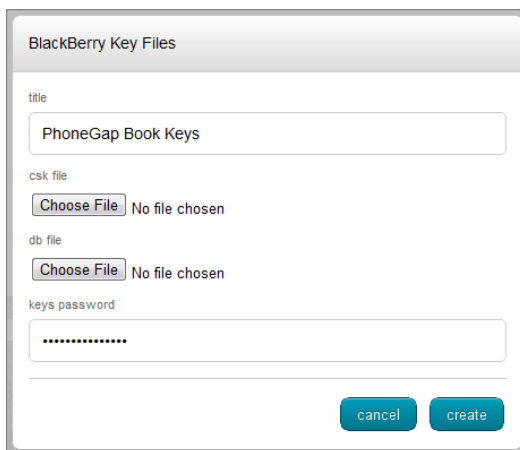 BlackBerry Key Files
title
PhoneGap Book Keys
csk file
Choose File No file chosen
db file
Choose File No file chosen
keys password
•••••••••••••••
cancel create